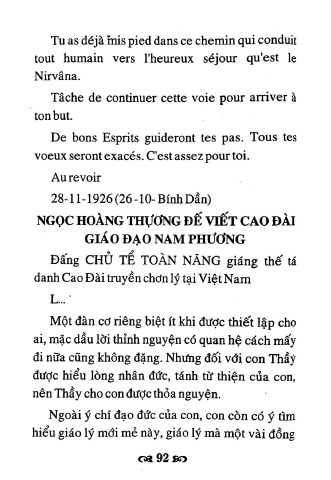 Tu as déjà mis pied dans ce chemin qui conduit
tout humain vers l'heureux séjour qu'est le
Nirvâna.
Tâche de continuer cette voie pour arriver à
ton but.
De bons Esprits guideront tes pas. Tous tes
voeux seront exacés. C'est assez pour toi.
Au revoir
28-11-1926 (26 -10- Bính Dần)
NGỌC HOÀNG THƯỢNG ĐẾ VIẾT CAO ĐÀI
GIÁO ĐẠO NAM PHƯƠNG
Đấng CHỦ TỂ TOÀN NĂNG giáng thế tá
danh Cao Đài truyền chơn lý tại Việt Nam
L...
Một đàn cơ riêng biệt ít khi được thiết lập cho
ai, mặc dầu lời thỉnh nguyện có quan hệ cách mấy
đi nữa cũng không đặng. Nhưng đối với con Thầy
được hiểu lòng nhân đức, tánh từ thiện của con,
nên Thầy cho con được thỏa nguyện.
Ngoài ý chí đạo đức của con, con còn có ý tìm
hiểu giáo lý mới mẻ này, giáo lý mà một vài đồng
92